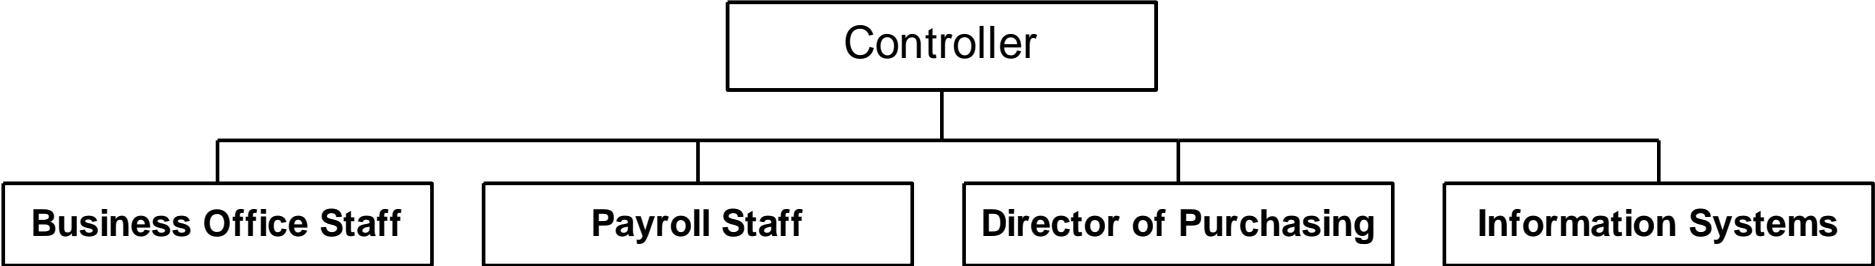 Controller
Business Office Staff
Payroll Staff
Director of Purchasing
Information Systems